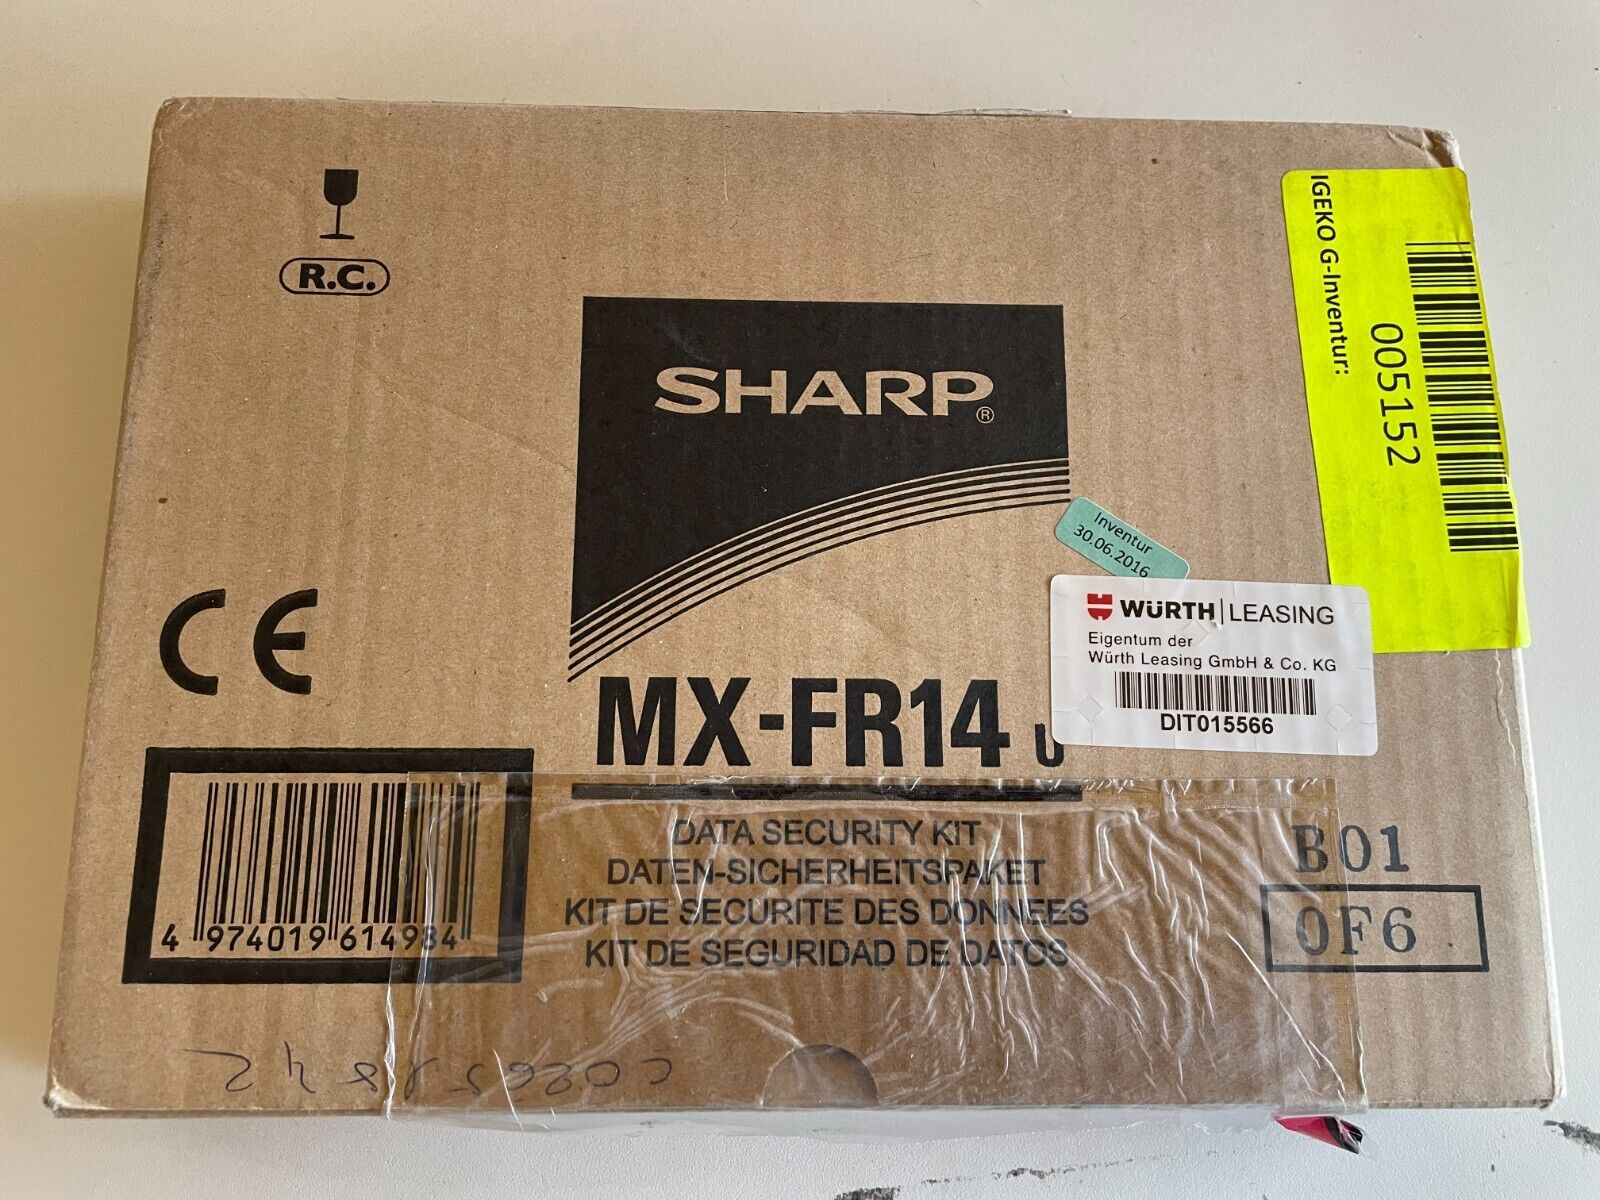 R.C.
SHARP®
IGEKO G-Inventur:
005152
Inventur
30.06.2016
WÜRTH | LEASING
Eigentum der
Würth Leasing GmbH & Co. KG
DIT015566
CE
MX-FR14 U
4 974019 614984
DATA SECURITY KIT
DATEN-SICHERHEITSPAKET
KIT DE SECURITE DES DONNEES
KIT DE SEGURIDAD DE DATOS
B01
0F6